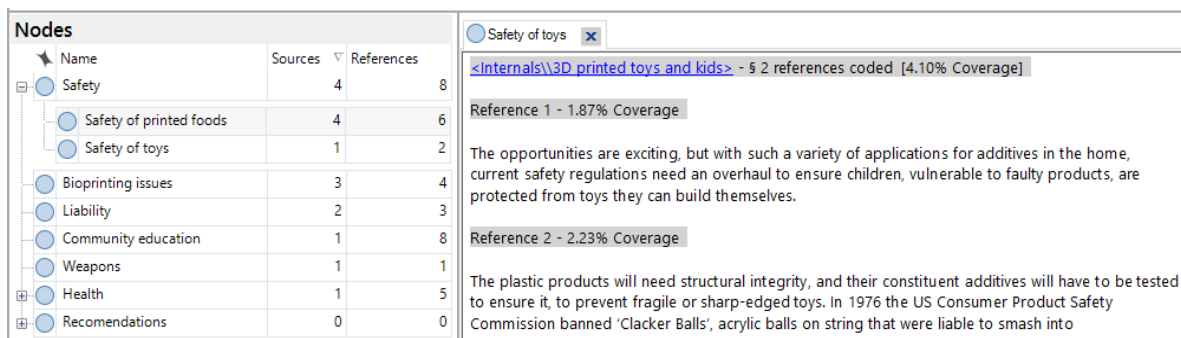 Nodes
Name Sources References
Safety 4 8
Safety of printed foods 4 6
Safety of toys 1 2
Bioprinting issues 3 4
Liability 2 3
Community education 1 8
Weapons 1 1
Health 1 5
Recomendations 0 0
Safety of toys x
<Internals\\3D printed toys and kids> - § 2 references coded [4.10% Coverage]
Reference 1 - 1.87% Coverage
The opportunities are exciting, but with such a variety of applications for additives in the home,
current safety regulations need an overhaul to ensure children, vulnerable to faulty products, are
protected from toys they can build themselves.
Reference 2 - 2.23% Coverage
The plastic products will need structural integrity, and their constituent additives will have to be tested
to ensure it, to prevent fragile or sharp-edged toys. In 1976 the US Consumer Product Safety
Commission banned ‘Clacker Balls’, acrylic balls on string that were liable to smash into